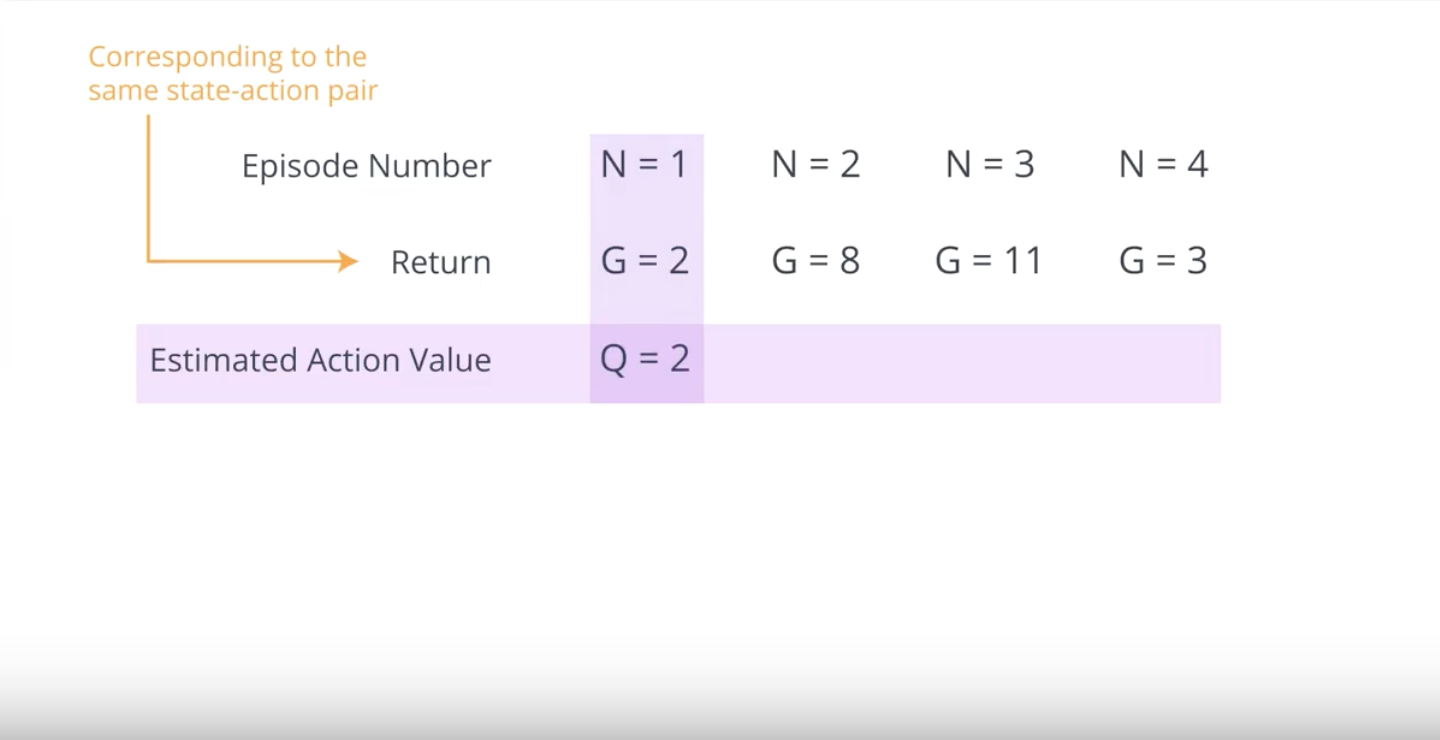 Corresponding to the
same state-action pair
Episode Number N = 1 N = 2 N = 3 N = 4
Return G = 2 G = 8 G = 11 G = 3
Estimated Action Value Q = 2